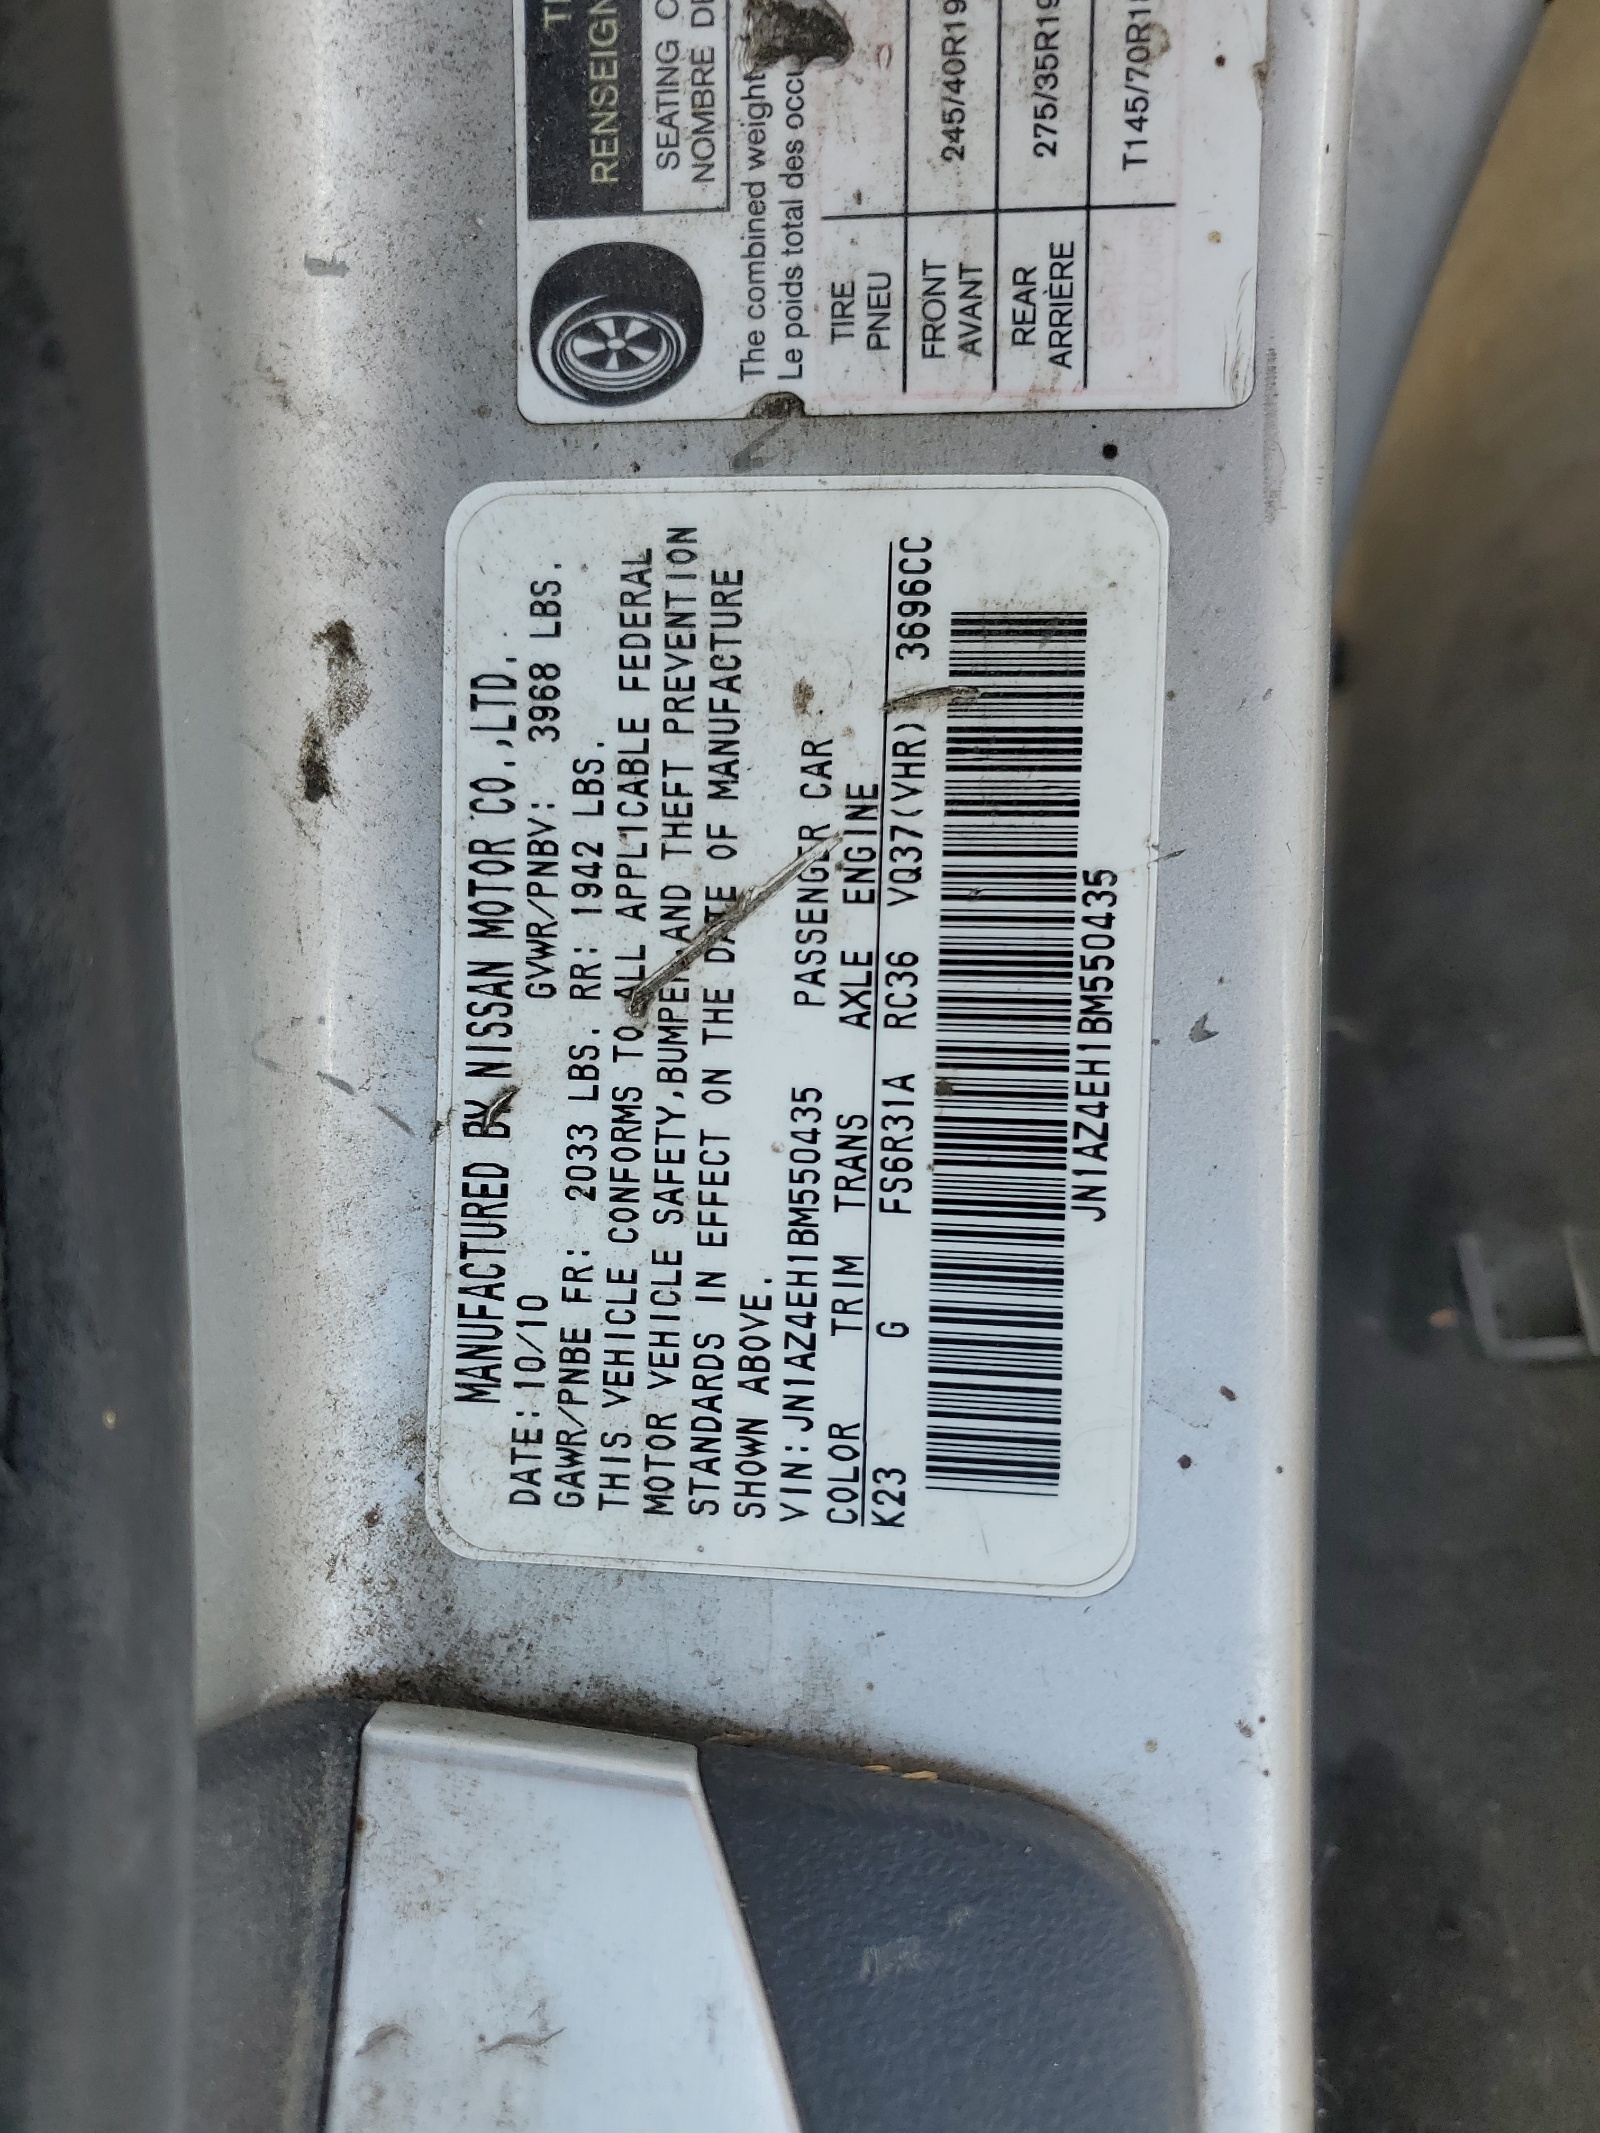 MANUFACTURED BY NISSAN MOTOR CO.,LTD.
DATE:10/10 GVWR/PNBV: 3968 LBS.
GAWR/PNBE FR: 2033 LBS. RR: 1942 LBS.
THIS VEHICLE CONFORMS TO ALL APPLICABLE FEDERAL
MOTOR VEHICLE SAFETY,BUMPER,AND THEFT PREVENTION
STANDARDS IN EFFECT ON THE DATE OF MANUFACTURE
SHOWN ABOVE.
VIN:JN1AZ4EH1BM550435 PASSENGER CAR
COLOR TRIM TRANS AXLE ENGINE
K23 G FS6R31A RC36 VQ37(VHR) 3696CC
JN1AZ4EH1BM550435
RENSEIGN
SEATING C
NOMBRE DE
The combined weight
Le poids total des occu
TIRE
PNEU
FRONT
AVANT 245/40R19
REAR
ARRIÈRE 275/35R19
T145/70R18